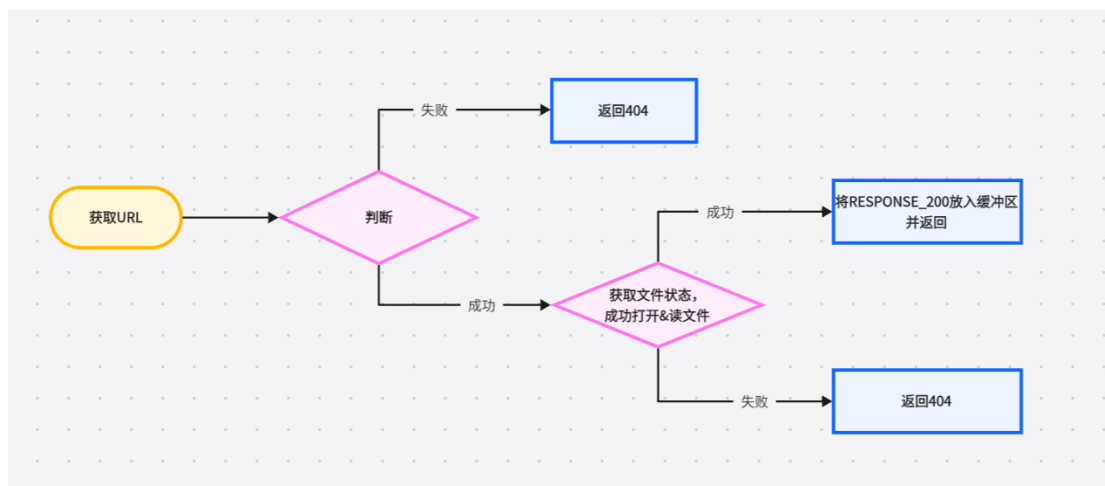 失败
返回404
获取URL
判断
成功
将RESPONSE_200放入缓冲区
并返回
成功
获取文件状态，
成功打开&读文件
失败
返回404